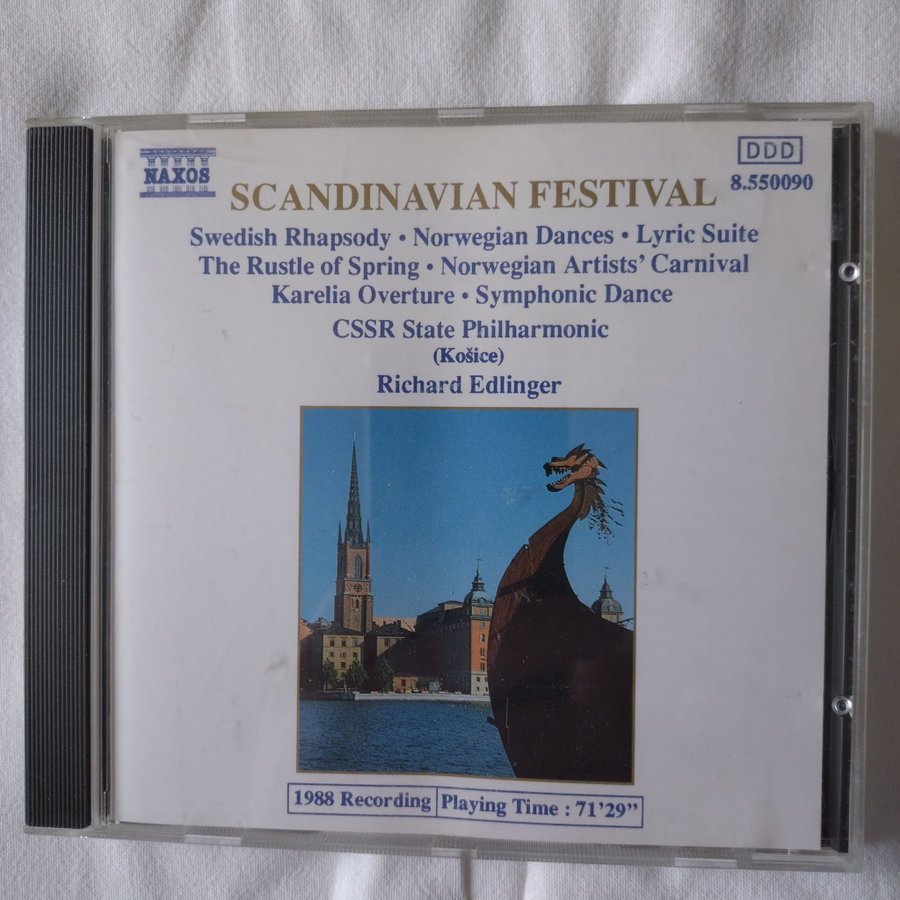 NAXOS
DDD
8.550090
SCANDINAVIAN FESTIVAL
Swedish Rhapsody • Norwegian Dances • Lyric Suite
The Rustle of Spring • Norwegian Artists' Carnival
Karelia Overture • Symphonic Dance
CSSR State Philharmonic
(Košice)
Richard Edlinger
1988 Recording Playing Time : 71'29"